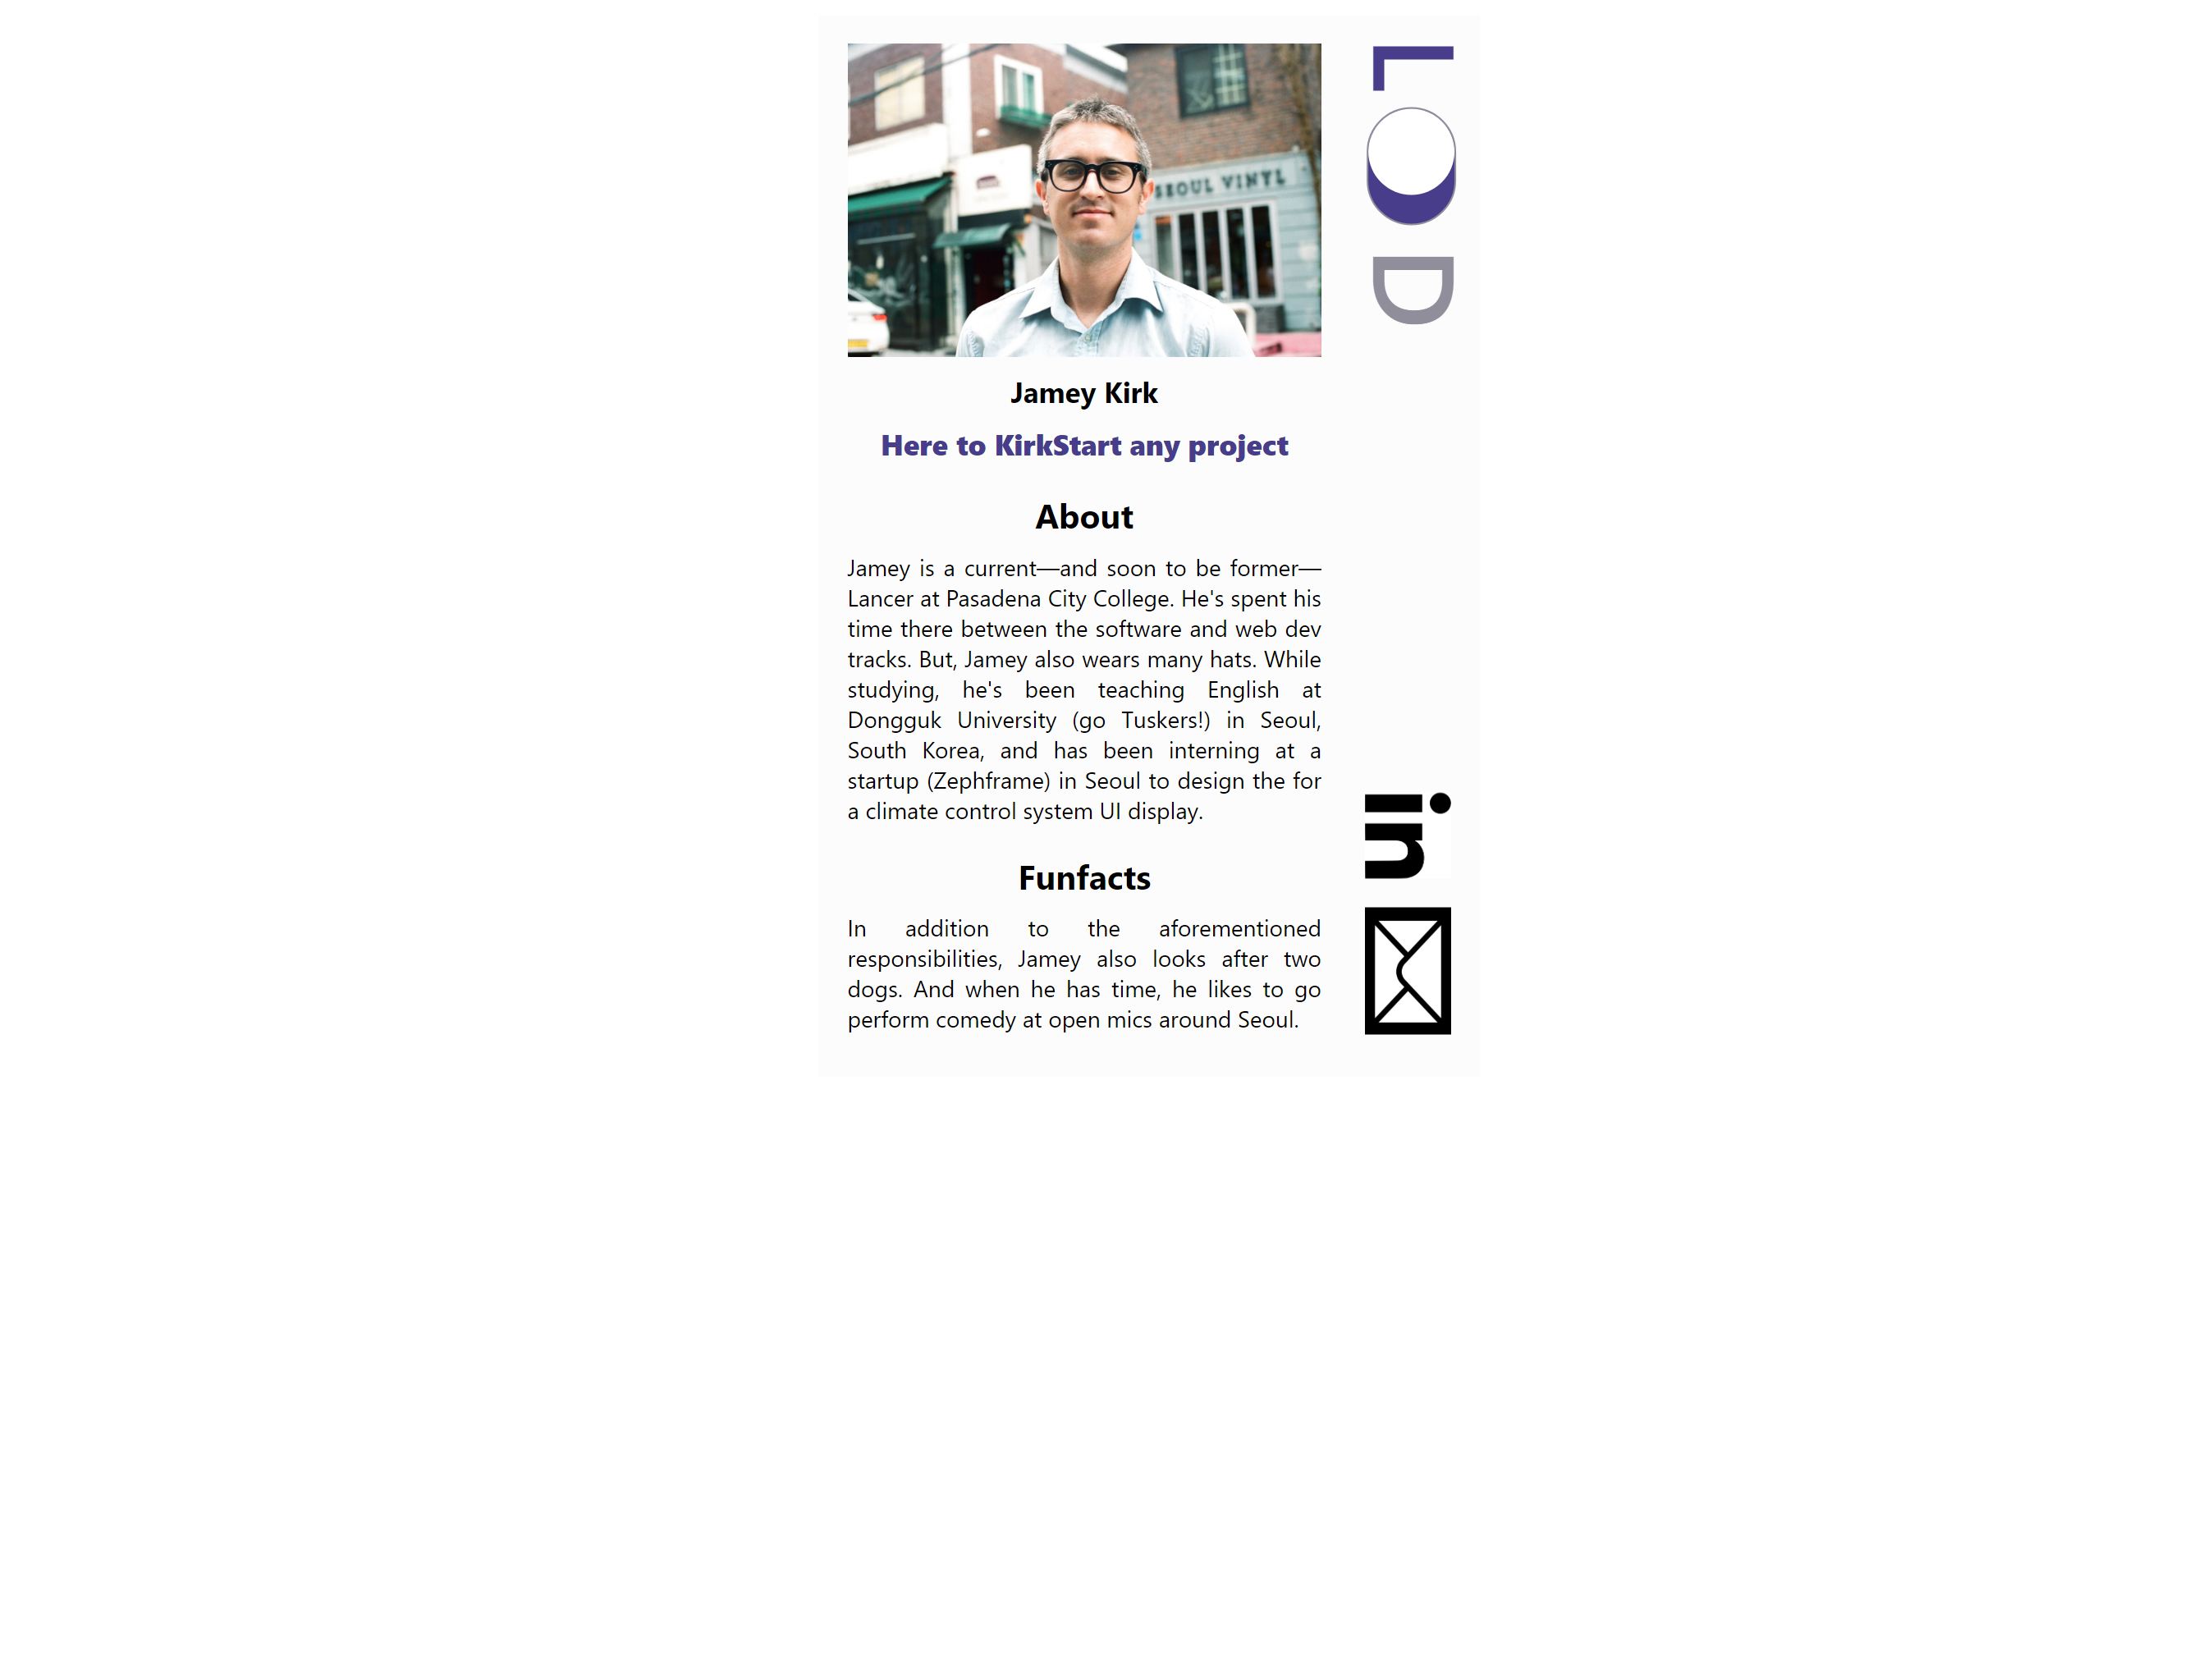 SEOUL VINYL
LOD
Jamey Kirk
Here to KirkStart any project
About
Jamey is a current—and soon to be former—
Lancer at Pasadena City College. He's spent his
time there between the software and web dev
tracks. But, Jamey also wears many hats. While
studying, he's been teaching English at
Dongguk University (go Tuskers!) in Seoul,
South Korea, and has been interning at a
startup (Zephframe) in Seoul to design the for
a climate control system UI display.
Funfacts
In addition to the aforementioned
responsibilities, Jamey also looks after two
dogs. And when he has time, he likes to go
perform comedy at open mics around Seoul.
in